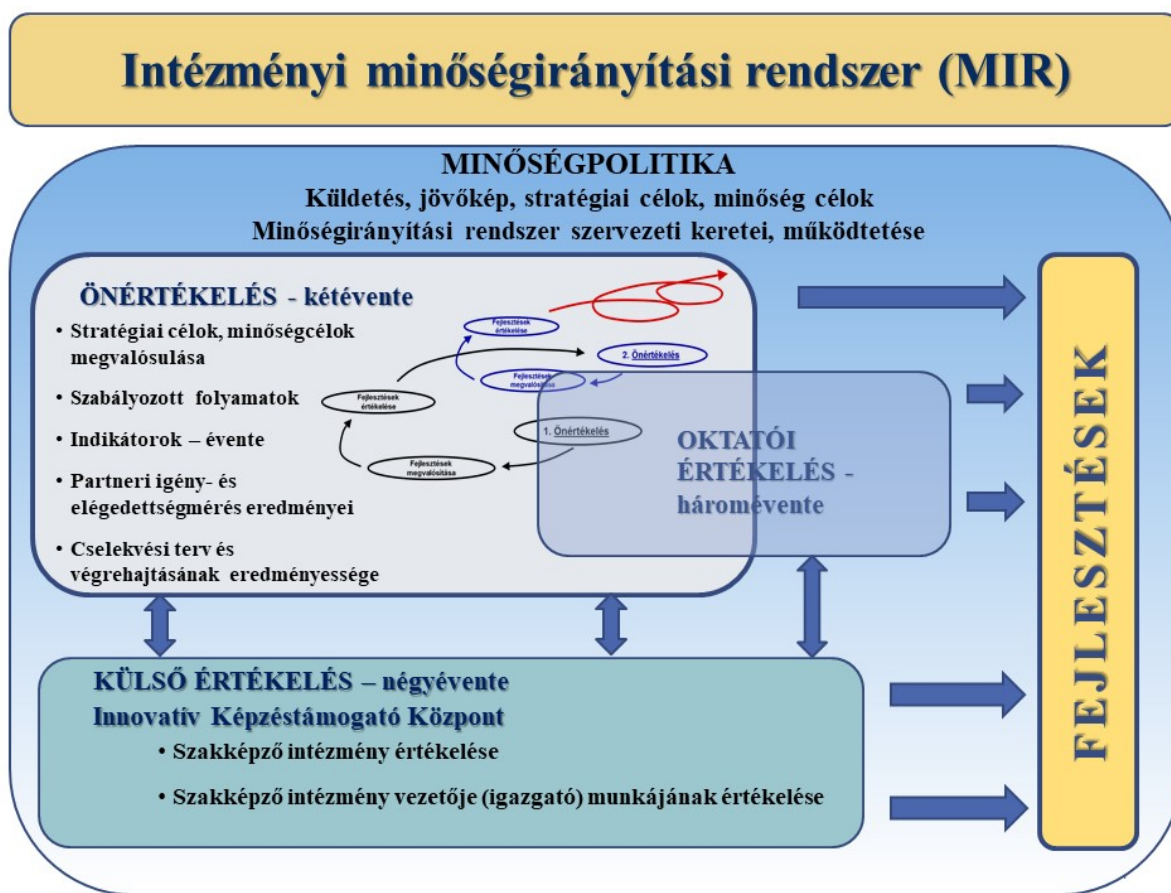 Intézményi minőségirányítási rendszer (MIR)
MINŐSÉGPOLITIKA
Küldetés, jövőkép, stratégiai célok, minőség célok
Minőségirányítási rendszer szervezeti keretei, működtetése
ÖNÉRTÉKELÉS - kétévente
• Stratégiai célok, minőségcélok
megvalósulása
• Szabályozott folyamatok
• Indikátorok – évente
• Partneri igény- és
elégedettségmérés eredményei
• Cselekvési terv és
végrehajtásának eredményessége
Fejlesztések
értékelése
2. Önértékelés
Fejlesztések
megvalósítása
Fejlesztések
értékelése
1. Önértékelés
Fejlesztések
megvalósítása
OKTATÓI
ÉRTÉKELÉS -
háromévente
KÜLSŐ ÉRTÉKELÉS – négyévente
Innovatív Képzéstámogató Központ
• Szakképző intézmény értékelése
• Szakképző intézmény vezetője (igazgató) munkájának értékelése
FEJLESZTÉSEK